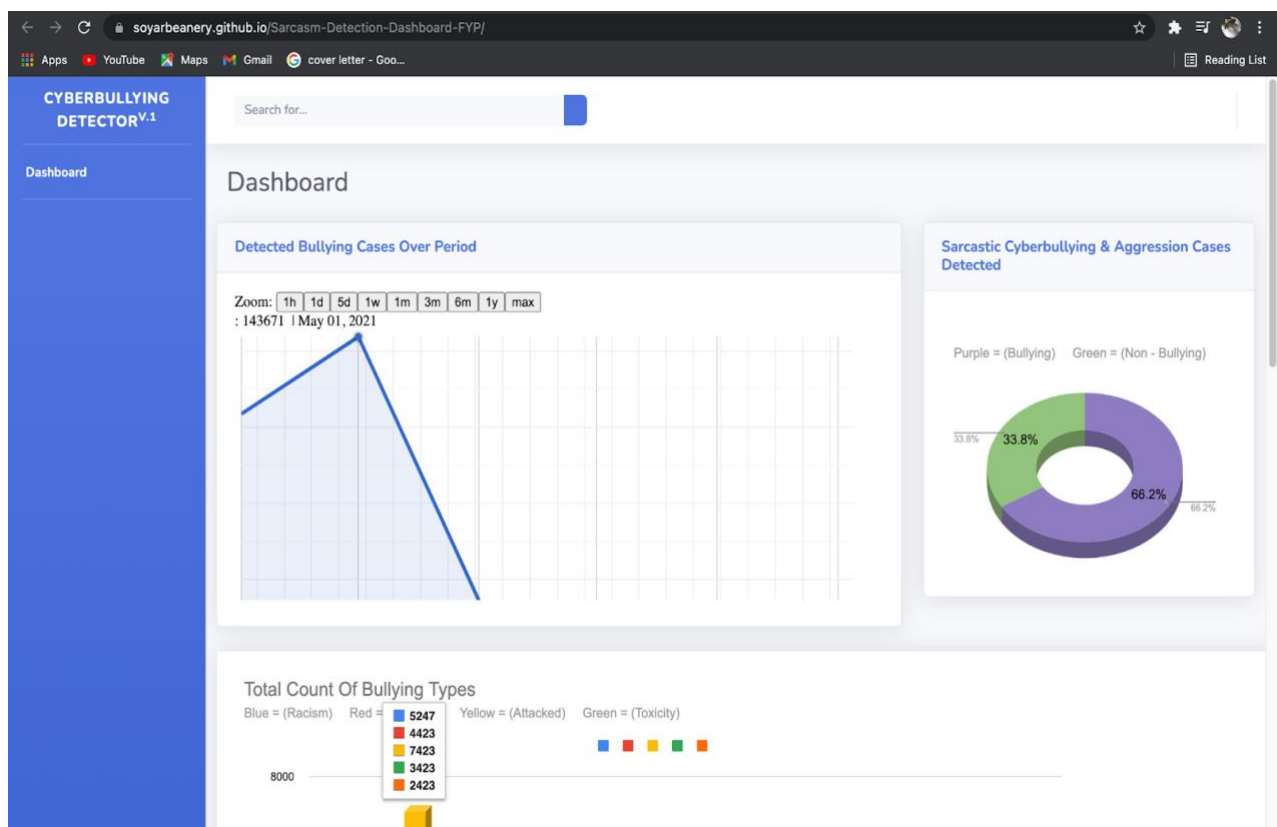 soyarbeanery.github.io/Sarcasm-Detection-Dashboard-FYP/
Apps YouTube Maps Gmail cover letter - Goo... Reading List
CYBERBULLYING
DETECTOR V.1
Search for...
Dashboard
Dashboard
Detected Bullying Cases Over Period
Zoom: 1h 1d 5d 1w 1m 3m 6m 1y max
: 143671 | May 01, 2021
Sarcastic Cyberbullying & Aggression Cases
Detected
Purple = (Bullying) Green = (Non - Bullying)
33.8% 33.8%
66.2% 66.2%
Total Count Of Bullying Types
Blue = (Racism) Red = Yellow = (Attacked) Green = (Toxicity)
5247
4423
7423
3423
2423
8000